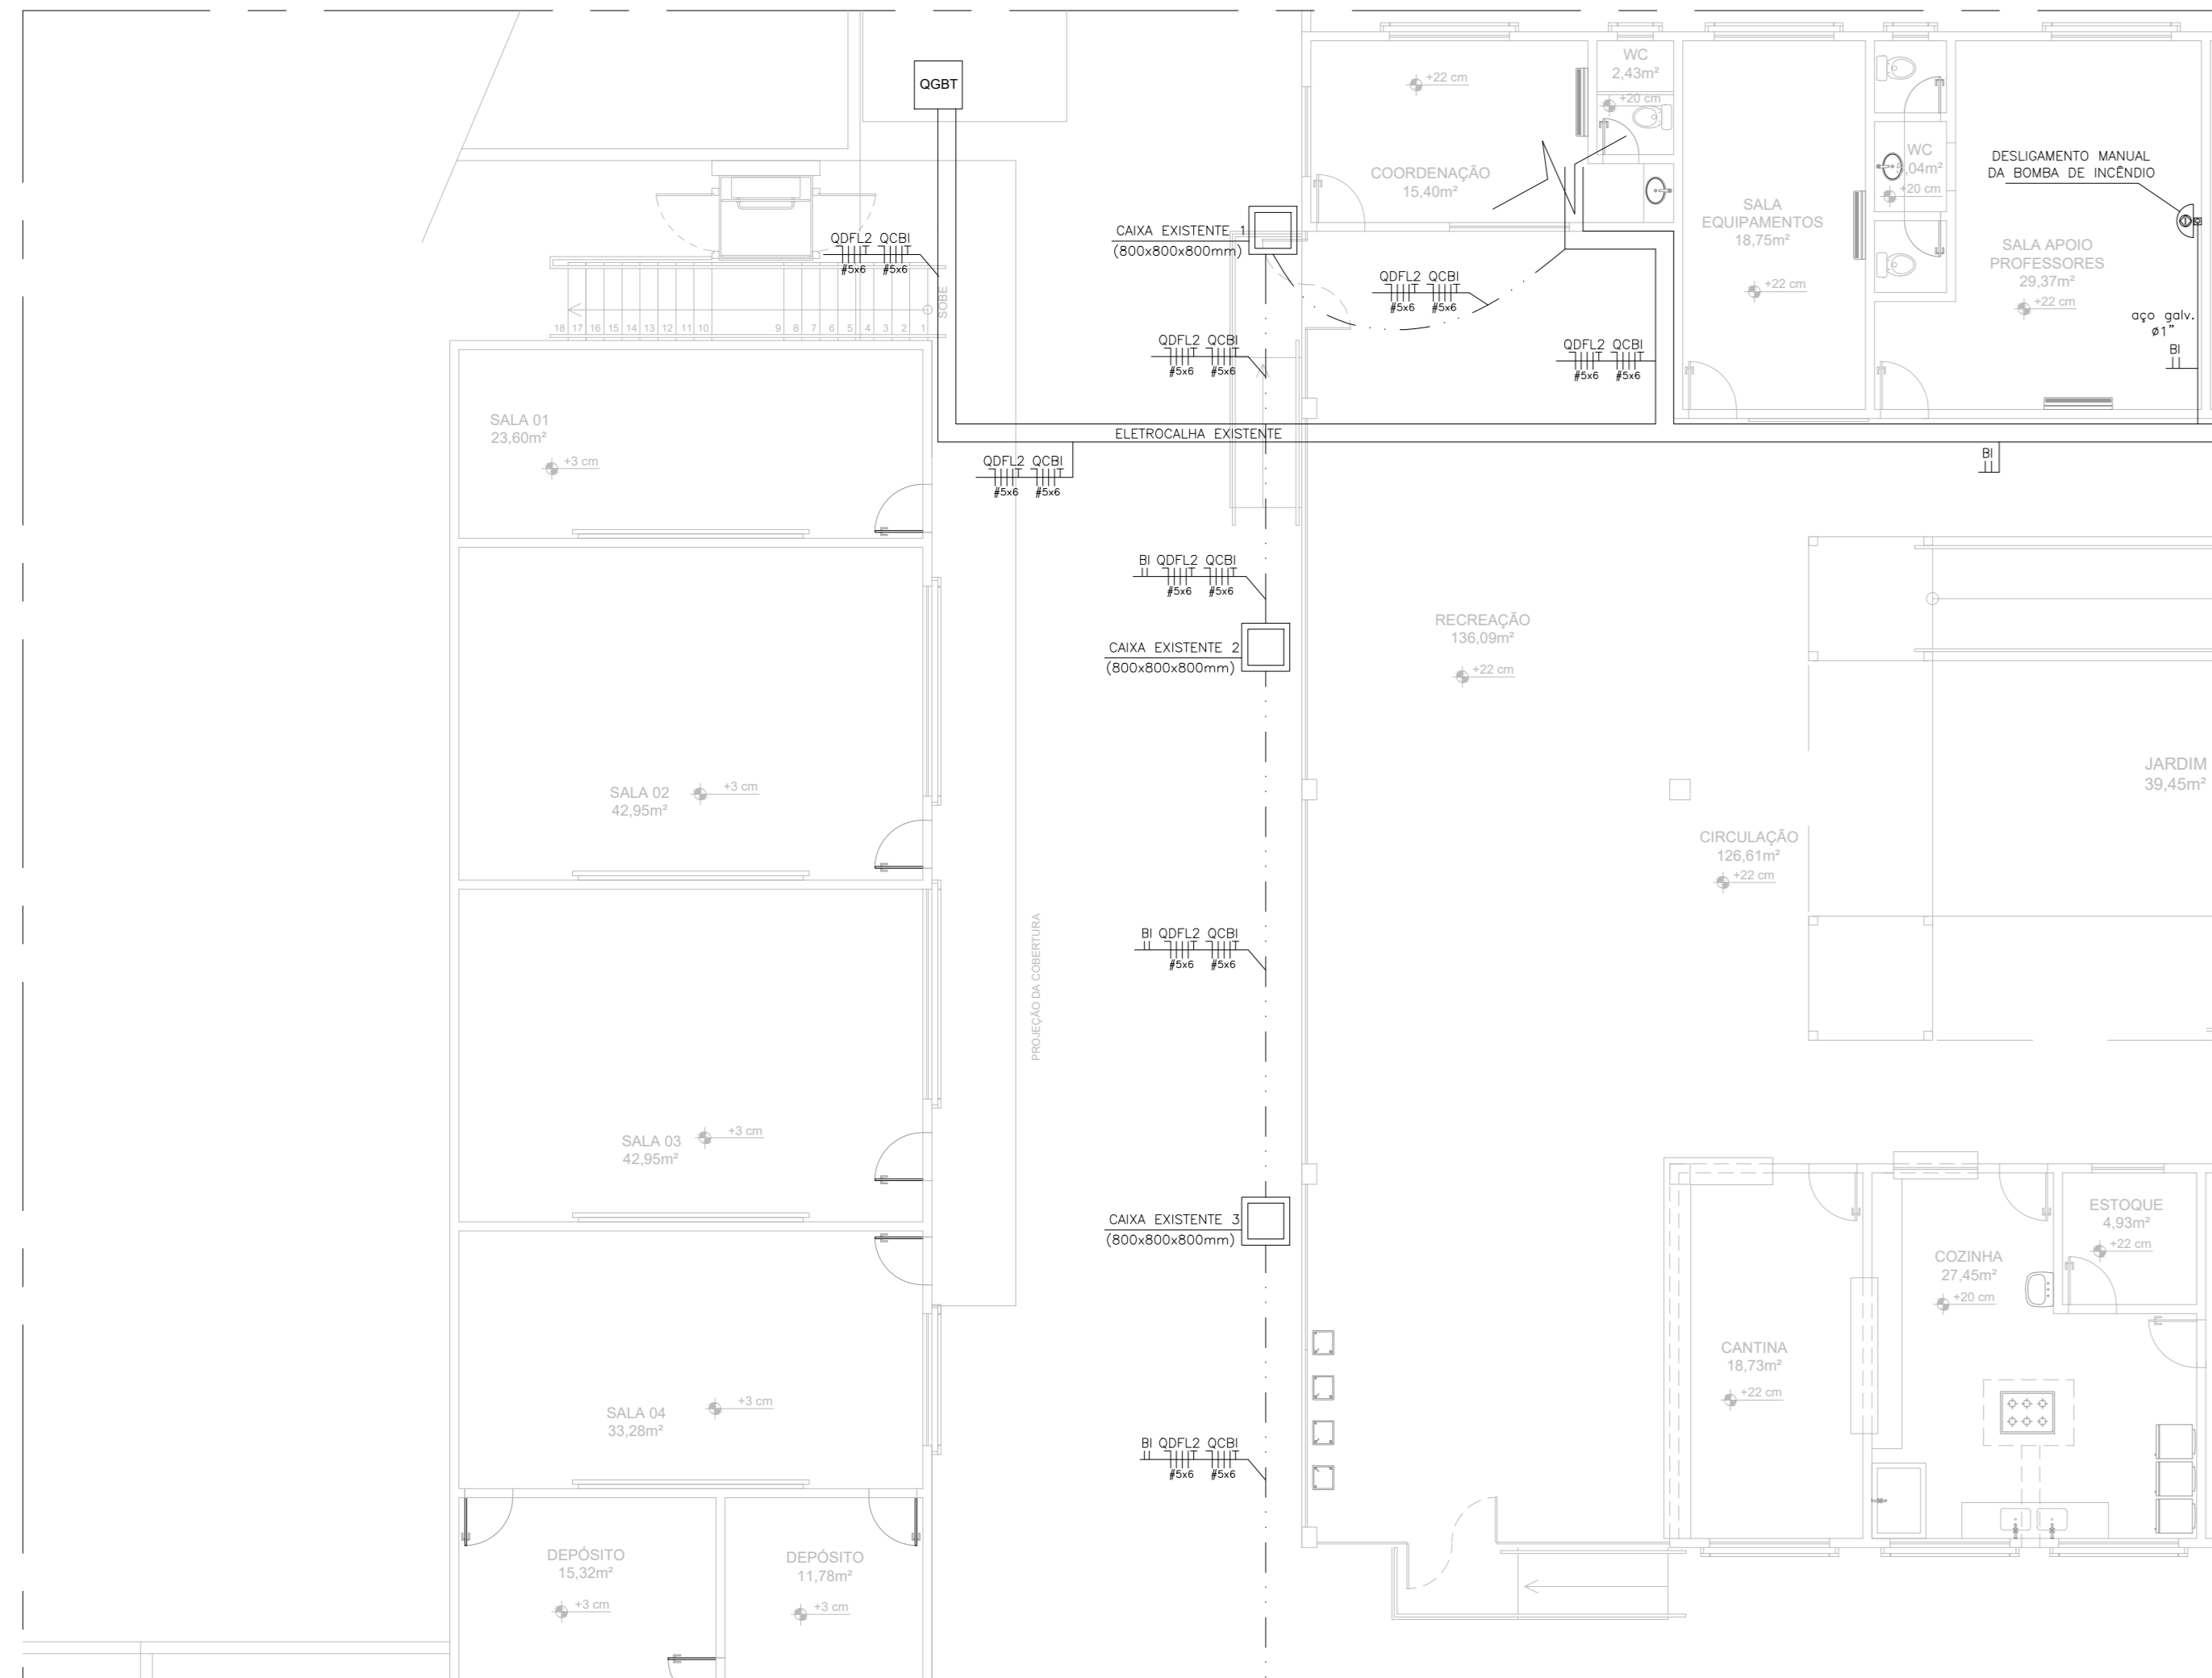 QGBT
WC
2,43m²
+20 cm
+22 cm
COORDENAÇÃO
15,40m²
SALA
EQUIPAMENTOS
18,75m²
+22 cm
WC
5,04m²
+20 cm
DESLIGAMENTO MANUAL
DA BOMBA DE INCÊNDIO
SALA APOIO
PROFESSORES
29,37m²
+22 cm
aço galv.
ø1"
BI
CAIXA EXISTENTE 1
(800x800x800mm)
QDFL2 QCBI
#5x6 #5x6
SOBE
18 17 16 15 14 13 12 11 10 9 8 7 6 5 4 3 2 1
QDFL2 QCBI
#5x6 #5x6
QDFL2 QCBI
#5x6 #5x6
QDFL2 QCBI
#5x6 #5x6
ELETROCALHA EXISTENTE
QDFL2 QCBI
#5x6 #5x6
BI
SALA 01
23,60m²
+3 cm
BI QDFL2 QCBI
#5x6 #5x6
CAIXA EXISTENTE 2
(800x800x800mm)
RECREAÇÃO
136,09m²
+22 cm
SALA 02
42,95m²
+3 cm
JARDIM
39,45m²
CIRCULAÇÃO
126,61m²
+22 cm
PROJEÇÃO DA COBERTURA
BI QDFL2 QCBI
#5x6 #5x6
SALA 03
42,95m²
+3 cm
CAIXA EXISTENTE 3
(800x800x800mm)
ESTOQUE
4,93m²
+22 cm
COZINHA
27,45m²
+20 cm
CANTINA
18,73m²
+22 cm
SALA 04
33,28m²
+3 cm
BI QDFL2 QCBI
#5x6 #5x6
DEPÓSITO
15,32m²
+3 cm
DEPÓSITO
11,78m²
+3 cm